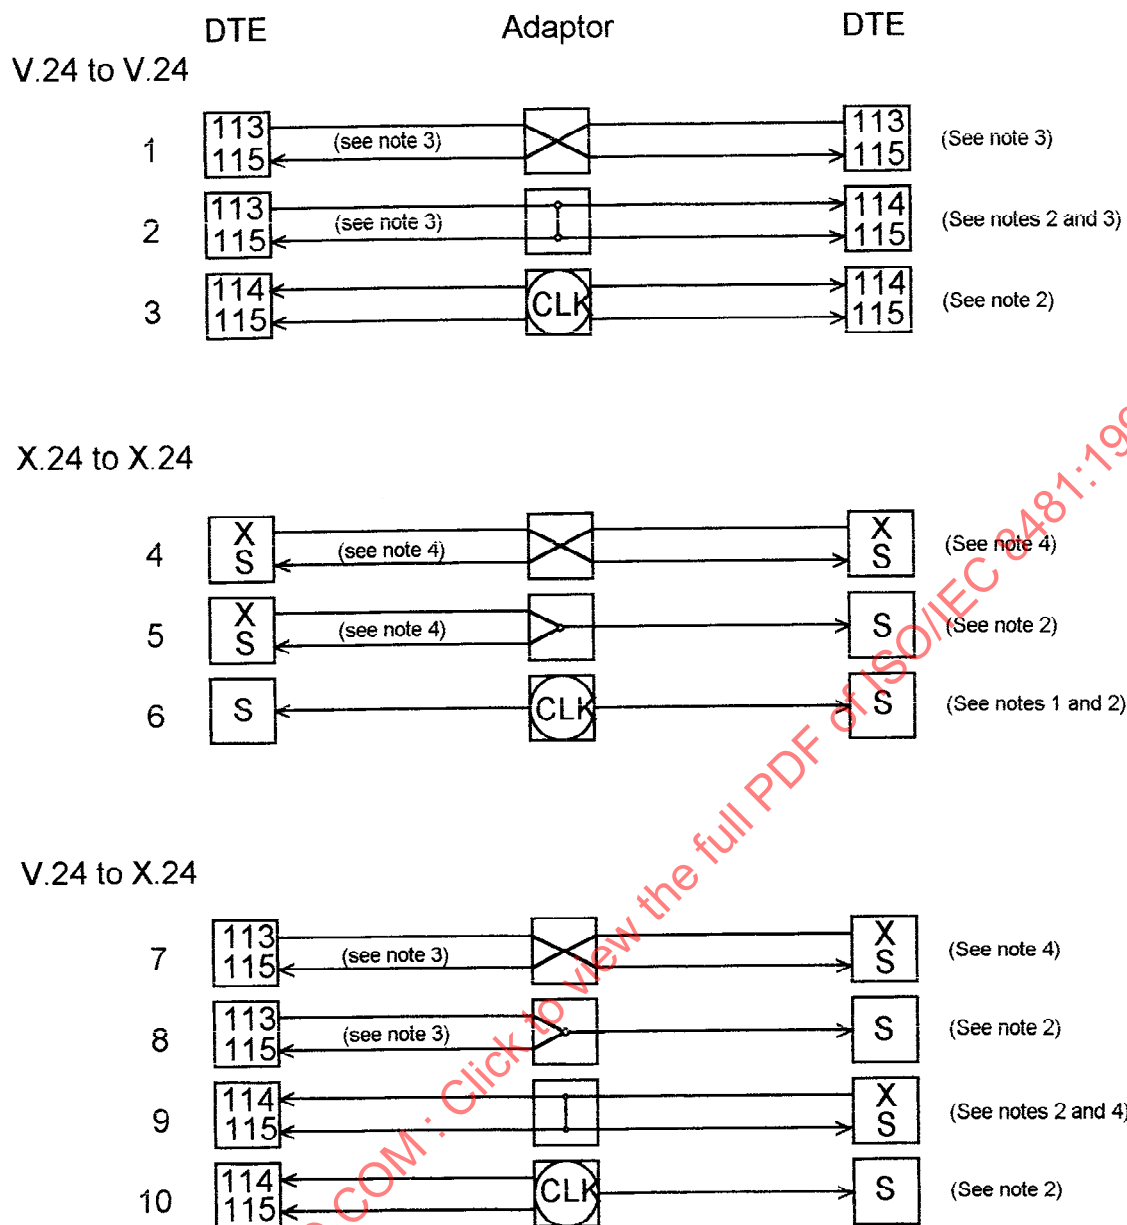 DTE Adaptor DTE
V.24 to V.24
1 113 115 (see note 3) 113 115 (See note 3)
2 113 115 (see note 3) 114 115 (See notes 2 and 3)
3 114 115 CLK 114 115 (See note 2)
X.24 to X.24
4 X S (see note 4) X S (See note 4)
5 X S (see note 4) S (See note 2)
6 S CLK S (See notes 1 and 2)
V.24 to X.24
7 113 115 (see note 3) X S (See note 4)
8 113 115 (see note 3) S (See note 2)
9 114 115 X S (See notes 2 and 4)
10 114 115 CLK S (See note 2)
COM : Click to view the full PDF of ISO/IEC 8481:199